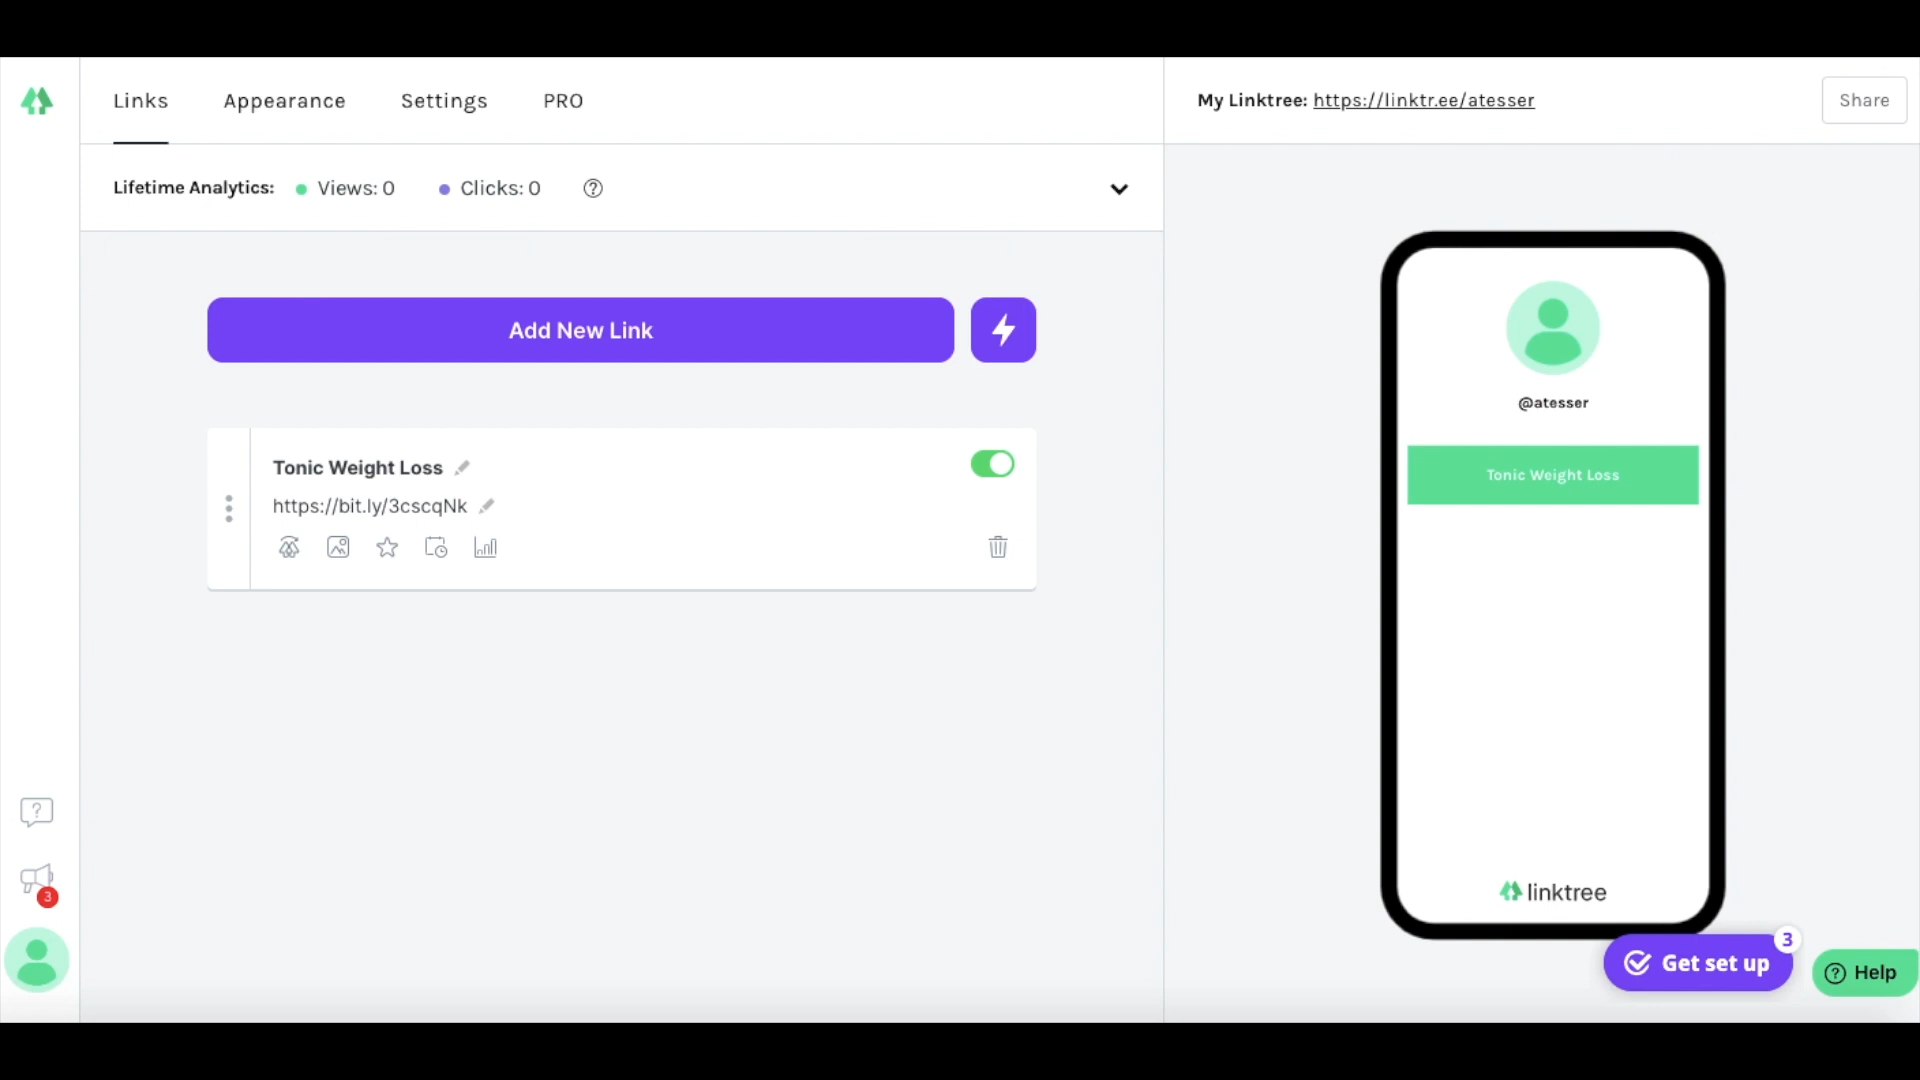 Links Appearance Settings PRO
My Linktree: https://linktr.ee/atesser
Share
Lifetime Analytics: Views: 0 Clicks: 0 ?
Add New Link
Tonic Weight Loss
https://bit.ly/3cscqNk
@atesser
Tonic Weight Loss
linktree
?
3
3
Get set up
? Help